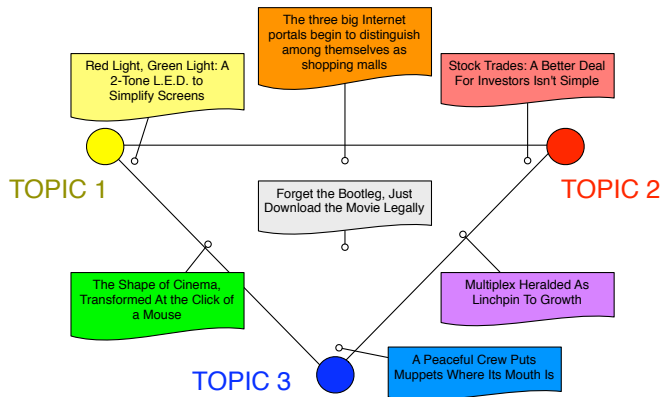 The three big Internet
portals begin to distinguish
among themselves as
shopping malls
Red Light, Green Light: A
2-Tone L.E.D. to
Simplify Screens
Stock Trades: A Better Deal
For Investors Isn't Simple
TOPIC 1
TOPIC 2
Forget the Bootleg, Just
Download the Movie Legally
The Shape of Cinema,
Transformed At the Click of
a Mouse
Multiplex Heralded As
Linchpin To Growth
TOPIC 3
A Peaceful Crew Puts
Muppets Where Its Mouth Is